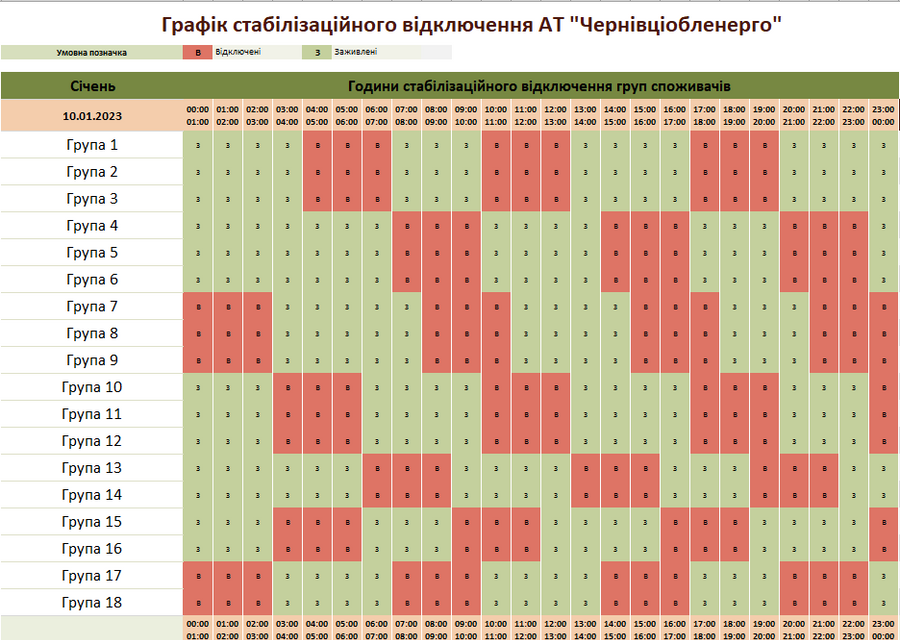 Графік стабілізаційного відключення АТ "Чернівціобленерго"
Умовна позначка В Відключені З Заживлені
Січень Години стабілізаційного відключення груп споживачів
00:00 01:00 02:00 03:00 04:00 05:00 06:00 07:00 08:00 09:00 10:00 11:00 12:00 13:00 14:00 15:00 16:00 17:00 18:00 19:00 20:00 21:00 22:00 23:00
10.01.2023
01:00 02:00 03:00 04:00 05:00 06:00 07:00 08:00 09:00 10:00 11:00 12:00 13:00 14:00 15:00 16:00 17:00 18:00 19:00 20:00 21:00 22:00 23:00 00:00
Група 1 З З З З В В В З З З В В В З З З З В В В З З З З
Група 2 З З З З В В В З З З В В В З З З З В В В З З З З
Група 3 З З З З В В В З З З В В В З З З З В В В З З З З
Група 4 З З З З З З З В В В З З З З В В В З З З В В В З
Група 5 З З З З З З З В В В З З З З В В В З З З В В В З
Група 6 З З З З З З З В В В З З З З В В В З З З В В В З
Група 7 В В В З З З З З В В В З З З З В В В З З З В В В
Група 8 В В В З З З З З В В В З З З З В В В З З З В В В
Група 9 В В В З З З З З В В В З З З З В В В З З З В В В
Група 10 З З З В В В З З З З В В В З З З З В В В З З З В
Група 11 З З З В В В З З З З В В В З З З З В В В З З З В
Група 12 З З З В В В З З З З В В В З З З З В В В З З З В
Група 13 З З З З З З В В В З З З З В В В З З З В В В З З
Група 14 З З З З З З В В В З З З З В В В З З З В В В З З
Група 15 З З З В В В З З З В В В З З З З В В В З З З З В
Група 16 З З З В В В З З З В В В З З З З В В В З З З З В
Група 17 В В В З З З З В В В З З З З В В В З З З В В В З
Група 18 В В В З З З З В В В З З З З В В В З З З В В В З
00:00 01:00 02:00 03:00 04:00 05:00 06:00 07:00 08:00 09:00 10:00 11:00 12:00 13:00 14:00 15:00 16:00 17:00 18:00 19:00 20:00 21:00 22:00 23:00
01:00 02:00 03:00 04:00 05:00 06:00 07:00 08:00 09:00 10:00 11:00 12:00 13:00 14:00 15:00 16:00 17:00 18:00 19:00 20:00 21:00 22:00 23:00 00:00